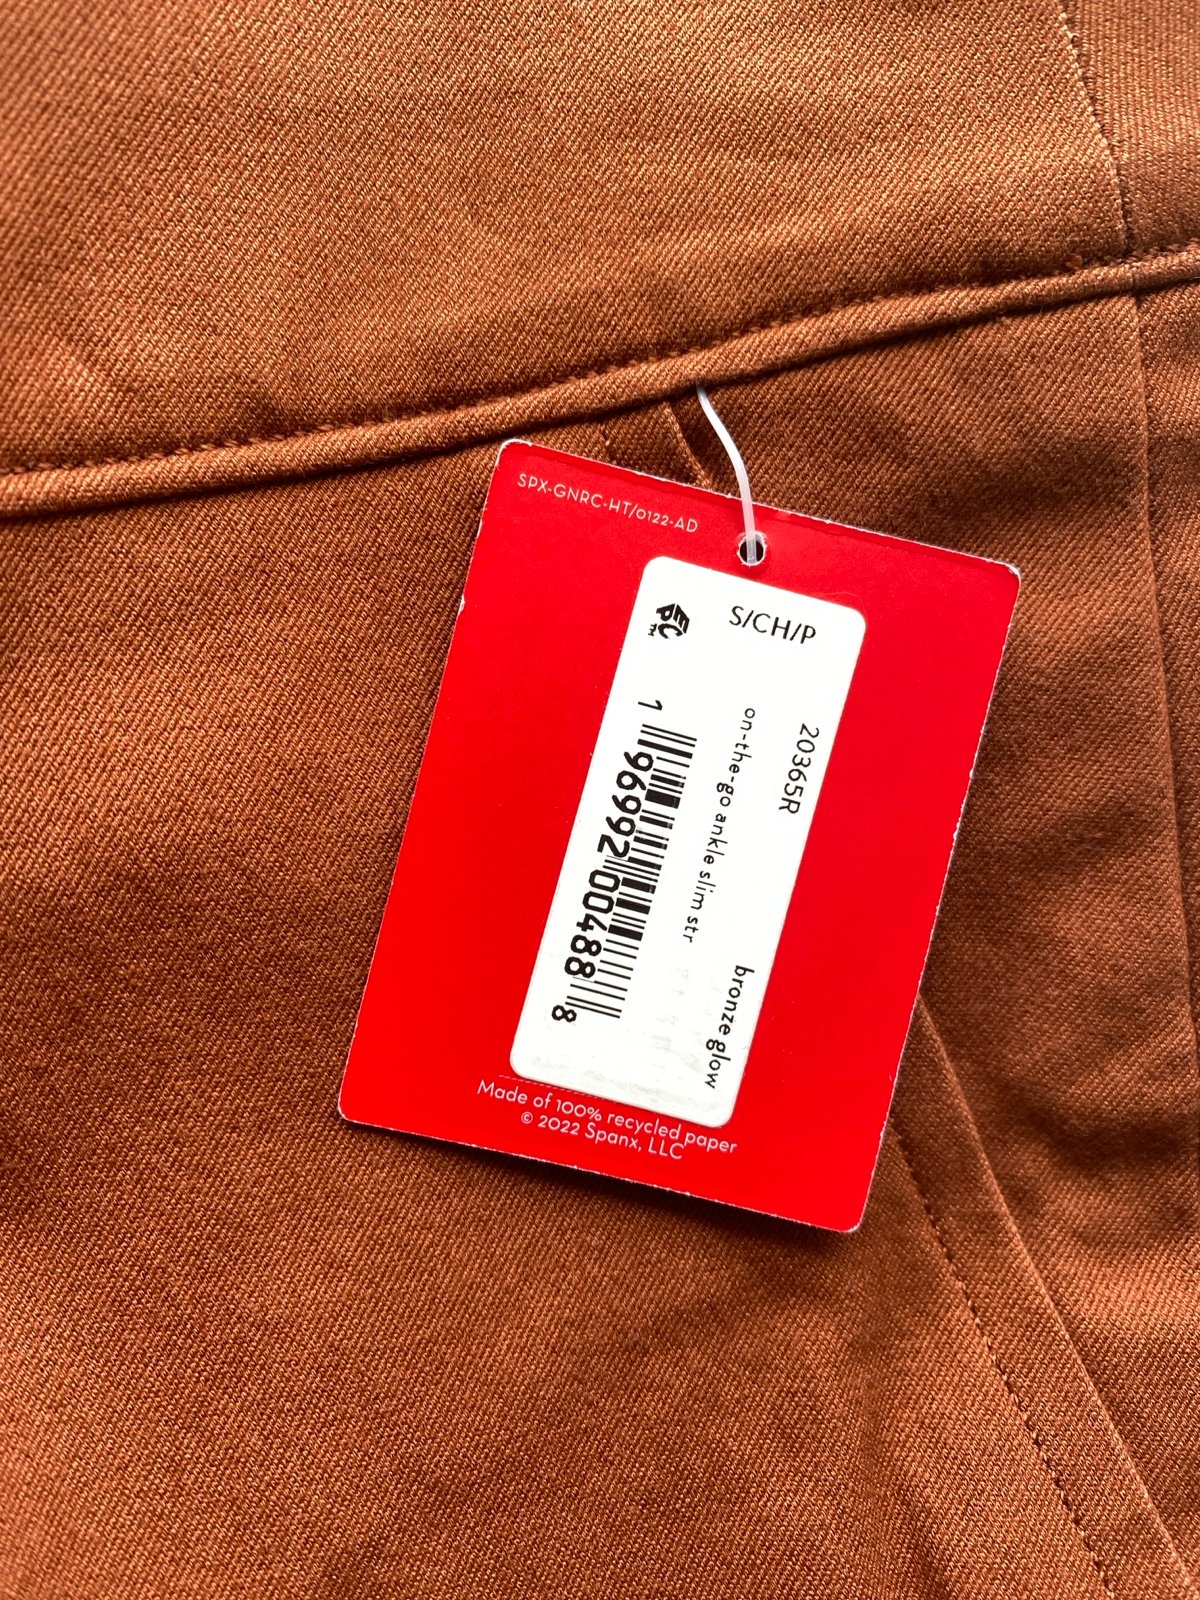 SPX-GNRC-HT/0122-AD
S/CH/P
EPC™
20365R
on-the-go ankle slim str
bronze glow
1 96992 00488 8
Made of 100% recycled paper
© 2022 Spanx, LLC